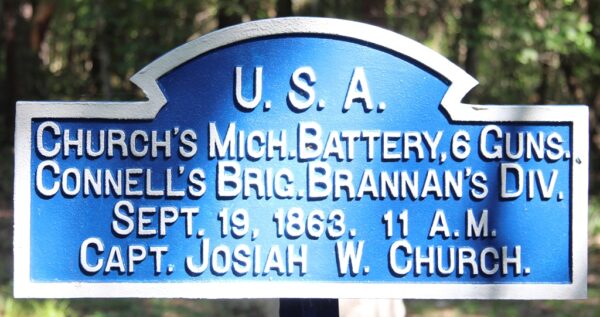 U. S. A.
CHURCH'S MICH. BATTERY, 6 GUNS.
CONNELL'S BRIG. BRANNAN'S DIV.
SEPT. 19, 1863. 11 A.M.
CAPT. JOSIAH W. CHURCH.